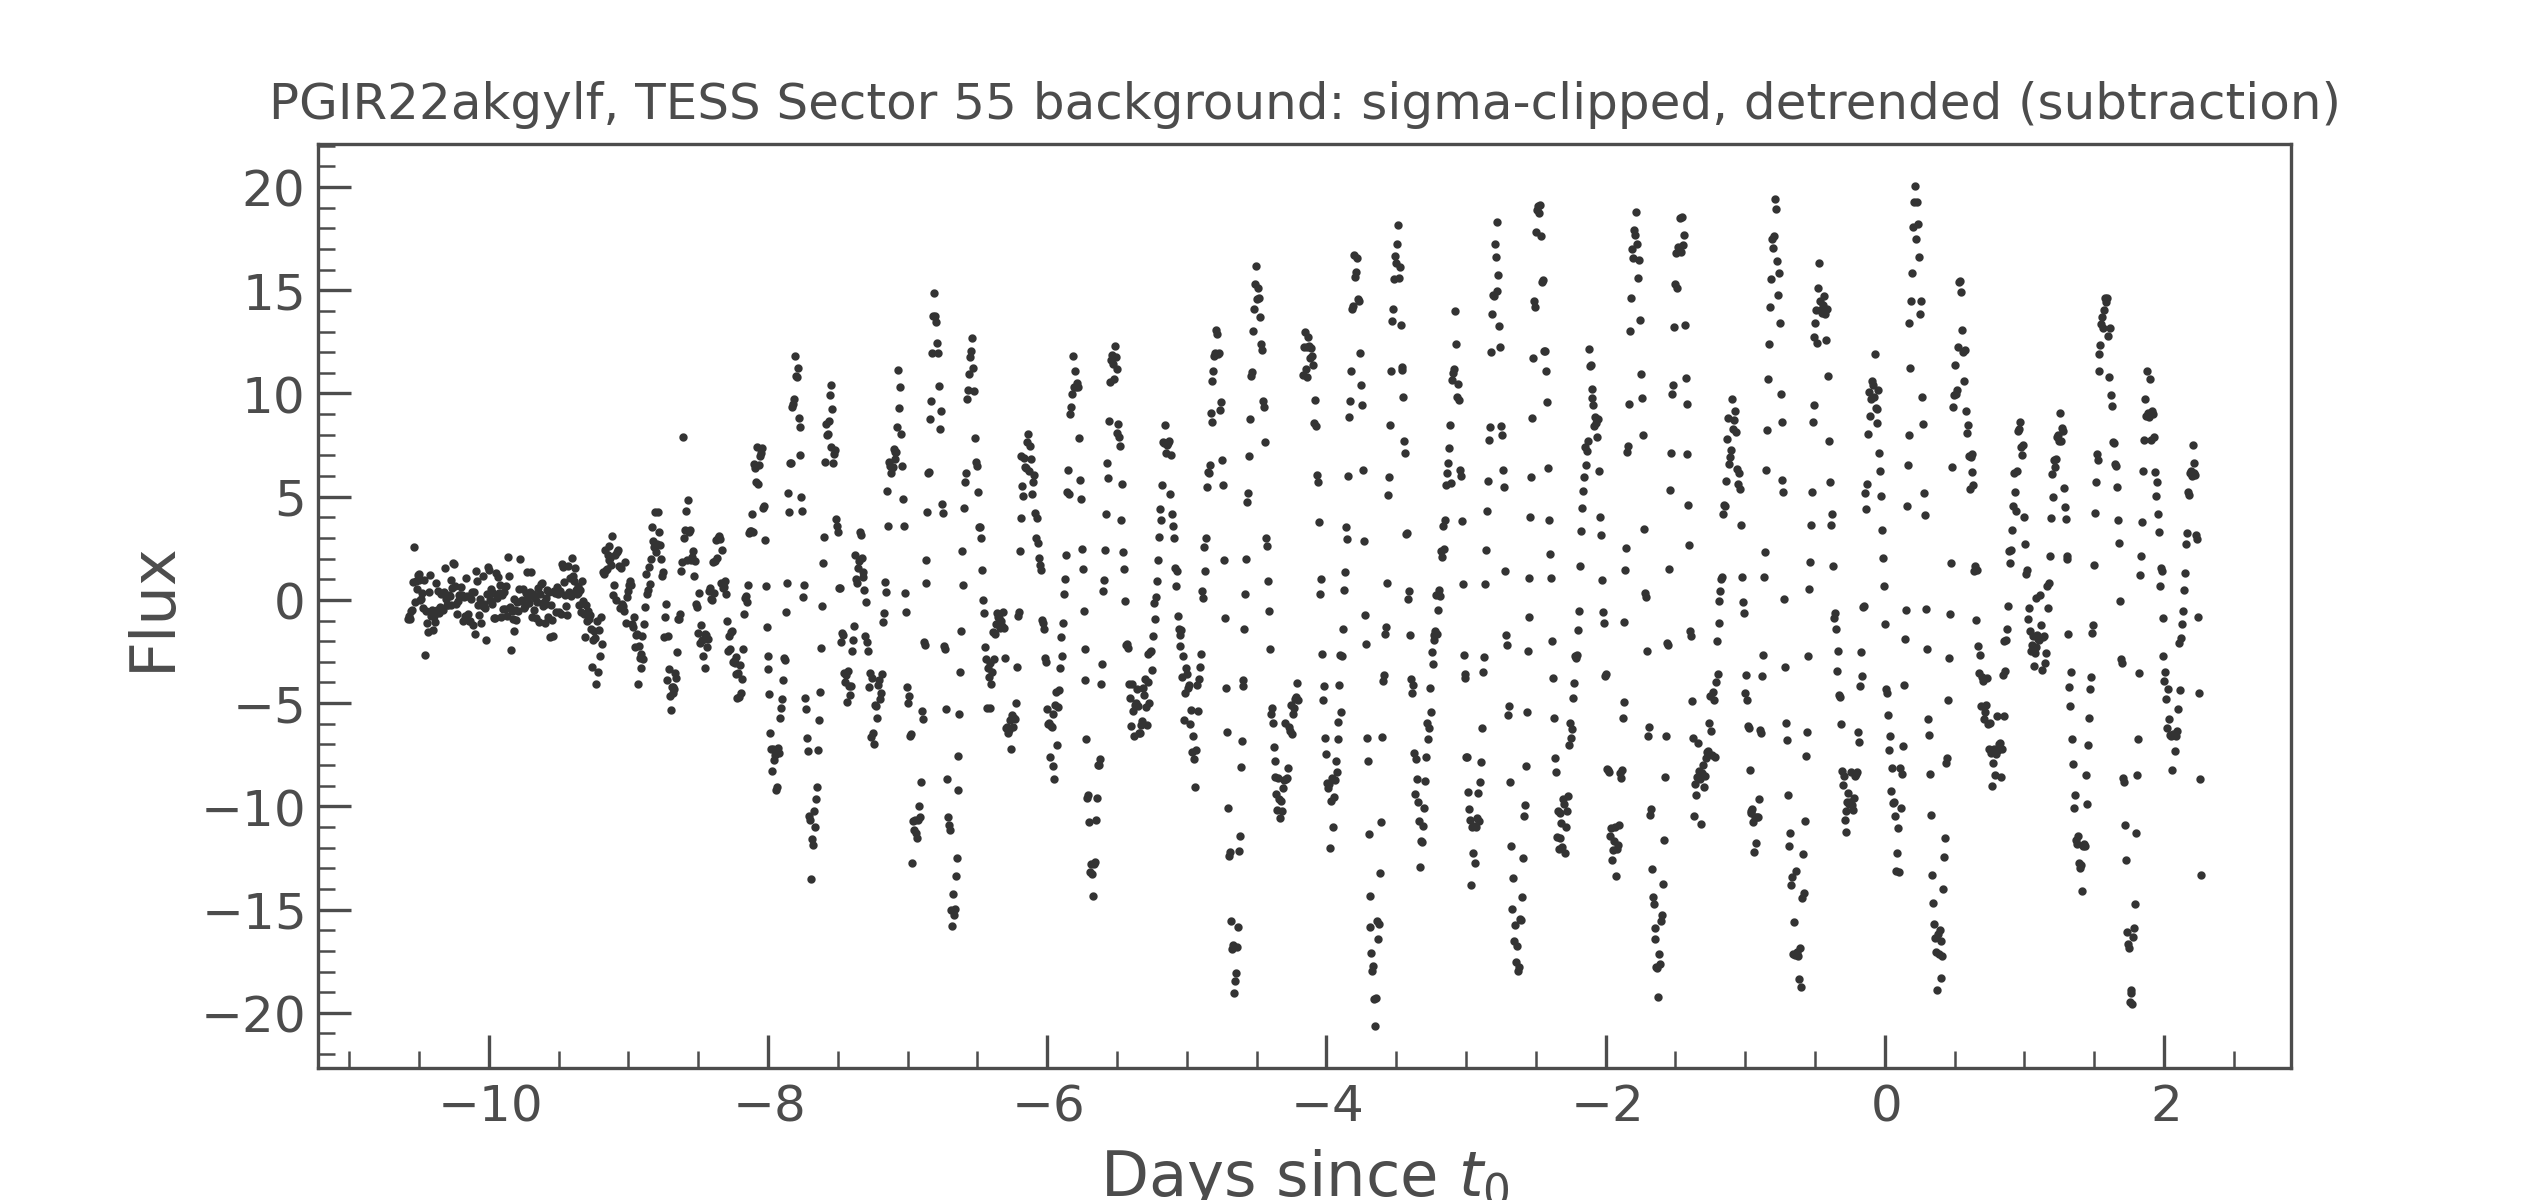 PGIR22akgylf, TESS Sector 55 background: sigma-clipped, detrended (subtraction)
20
15
10
5
0
−5
−10
−15
−20
Flux
−10 −8 −6 −4 −2 0 2
Days since t₀